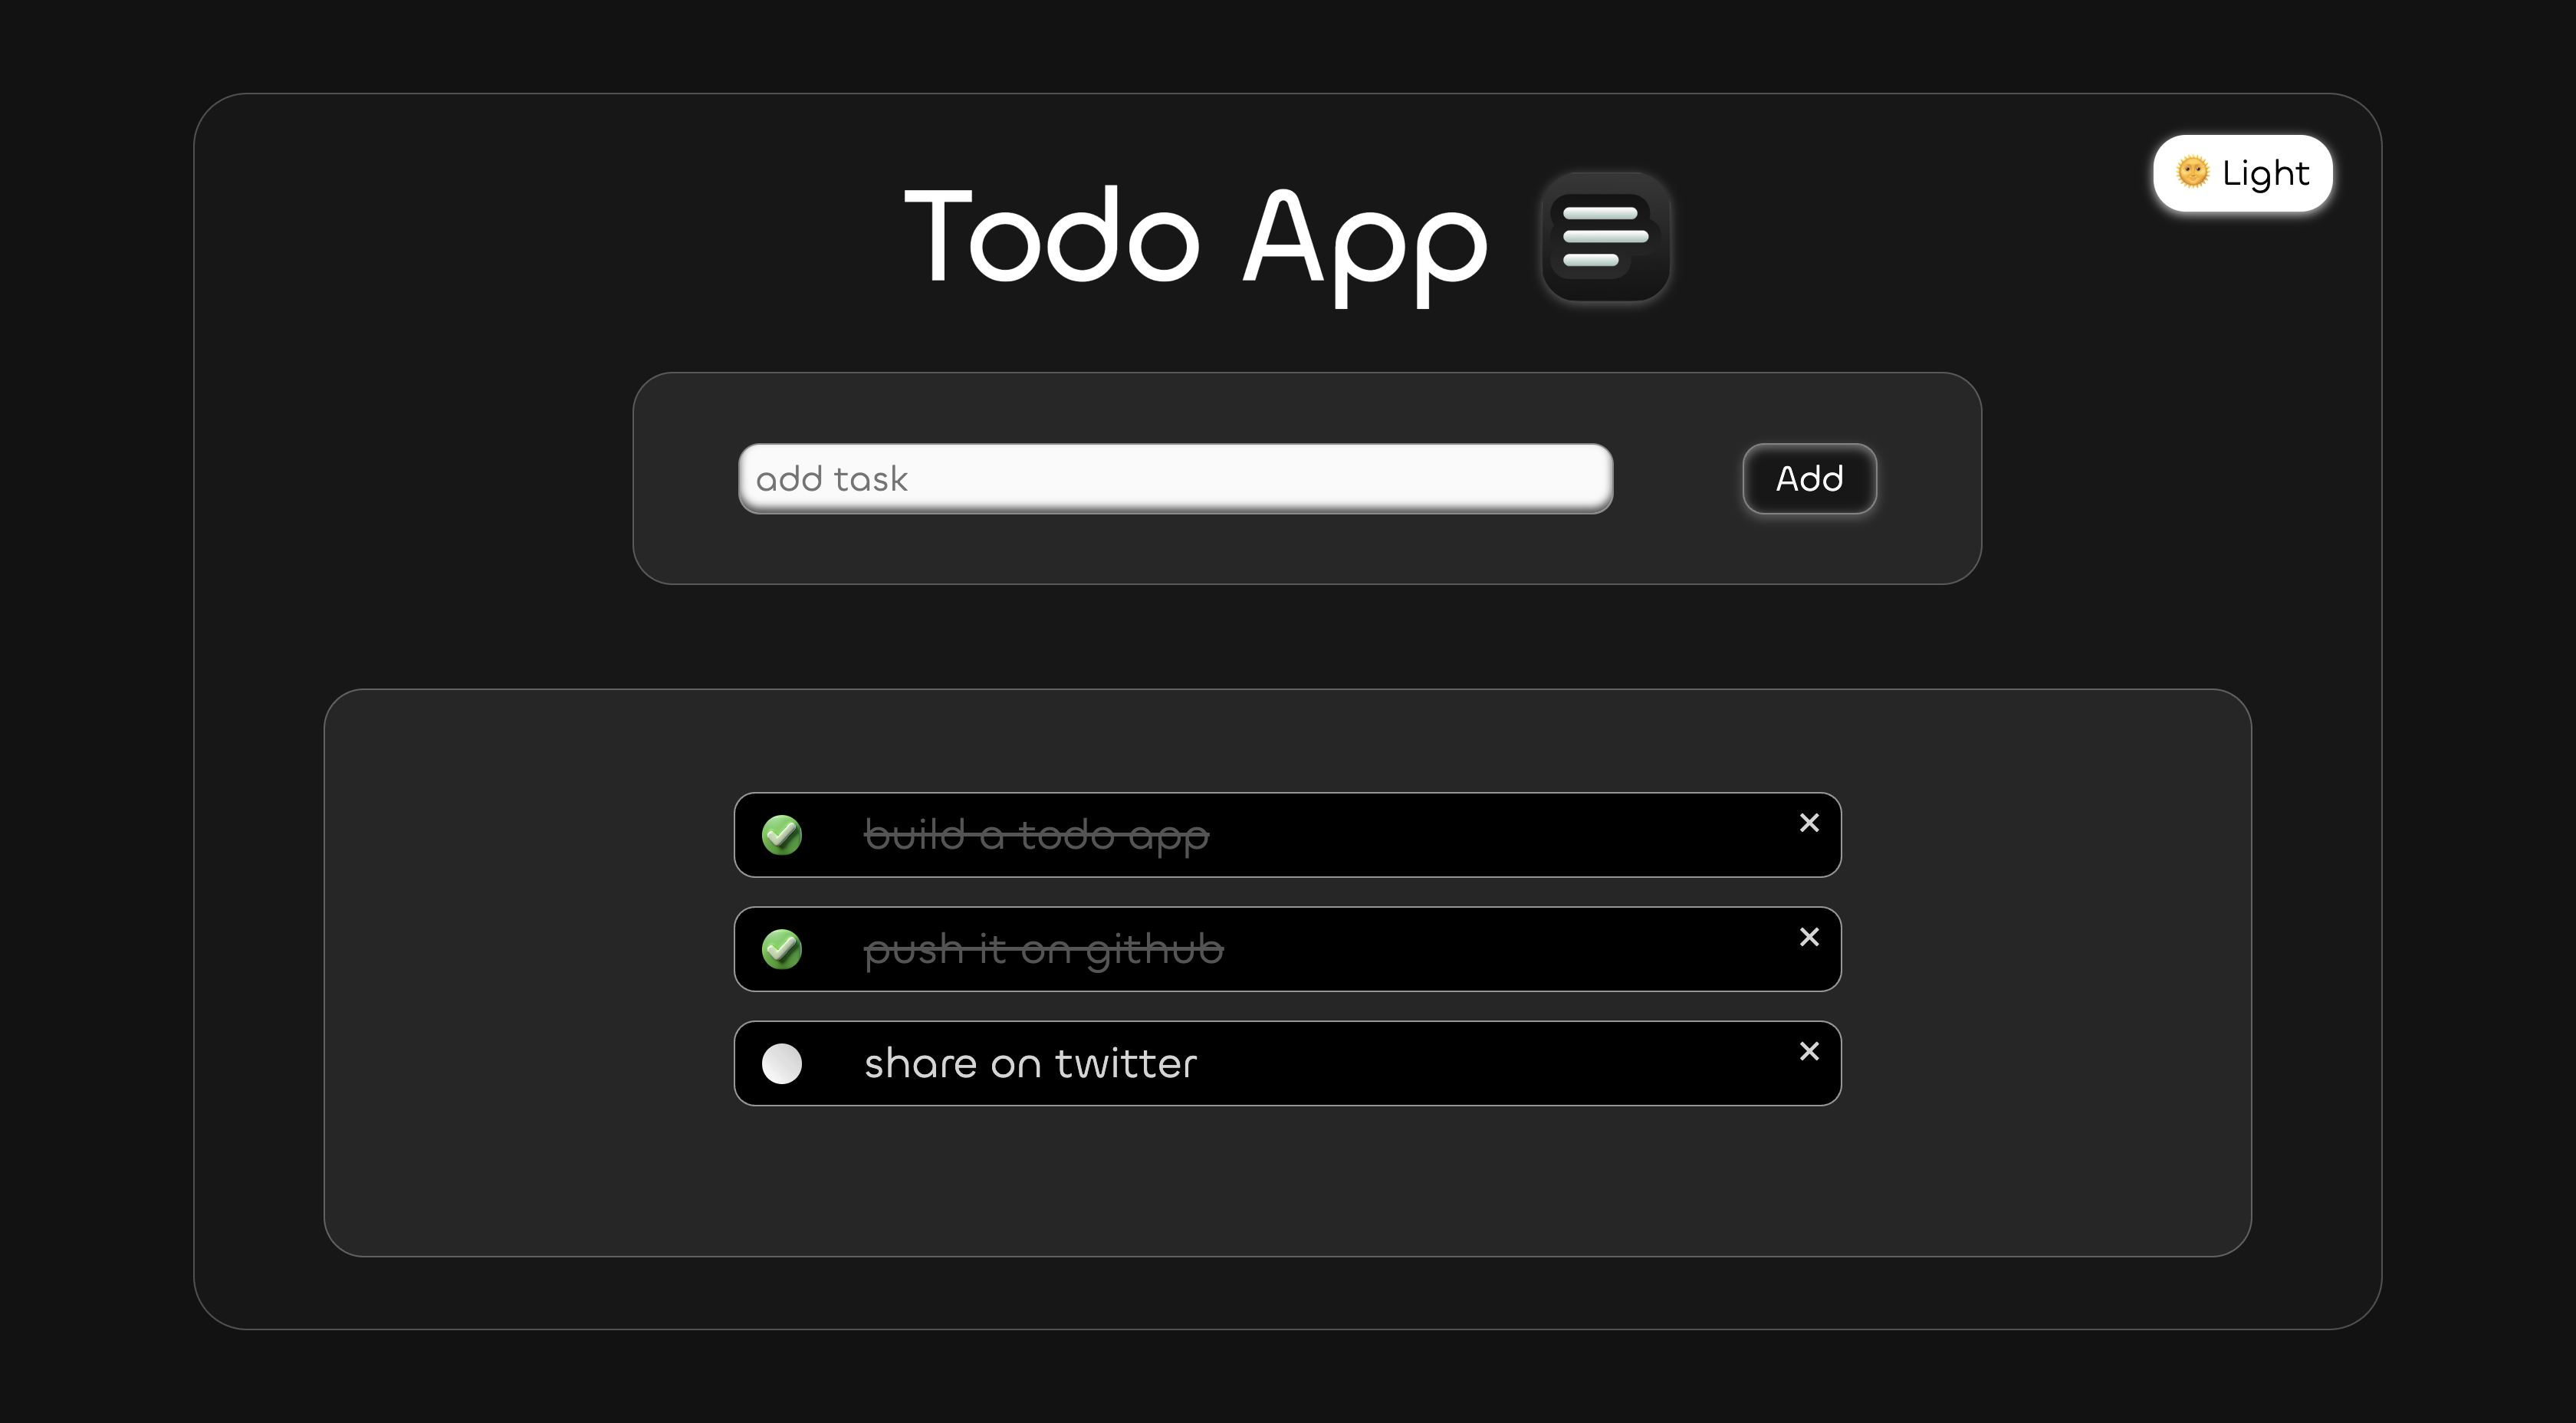 Todo App
🌞 Light
add task
Add
build a todo app
push it on github
share on twitter